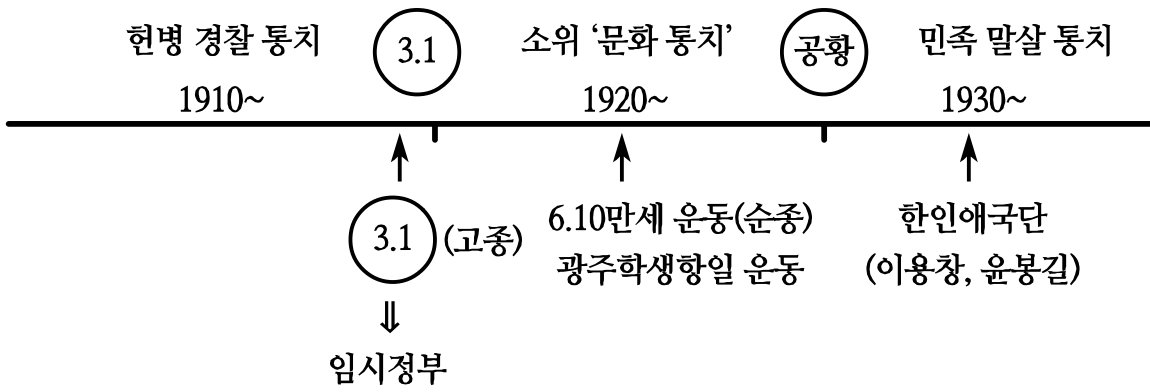 헌병 경찰 통치
3.1
소위 ‘문화 통치’
공황
민족 말살 통치
1910~
1920~
1930~
3.1 (고종)
6.10만세 운동(순종)
광주학생항일 운동
한인애국단
(이용창, 윤봉길)
⇓
임시정부